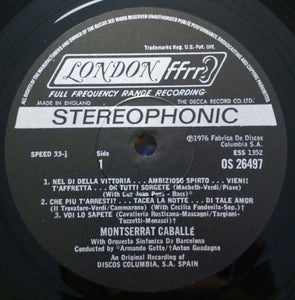 Trademarks Reg. U.S. Pat. Off.
LONDON ffrr
FULL FREQUENCY RANGE RECORDING
MADE IN ENGLAND THE DECCA RECORD CO. LTD.
STEREOPHONIC
℗1976 Fabrica De Discos
Columbia S.A.
SPEED 33-⅓ Side ESS 1392
1 OS 26497
1. NEL DI DELLA VITTORIA ... AMBIZIOSO SPIRTO ... VIENI!
T'AFFRETTA ... OR TUTTI SORGETE (Macbeth-Verdi/Piave)
(With Juan Pons - Bass)
2. CHE PIU T'ARRESTI? ... TACEA LA NOTTE ... DI TALE AMOR
(Il Trovatore-Verdi/Cammarano) (With Cecilia Fondevila-Sop.)
3. VOI LO SAPETE (Cavalleria Rusticana-Mascagni/Targioni-
Tazzetti-Menasci)
MONTSERRAT CABALLÉ
With Orquesta Sinfonica De Barcelona
Conducted by *Armando Gatto/†Anton Guadagno
An Original Recording of
DISCOS COLUMBIA, S.A. SPAIN